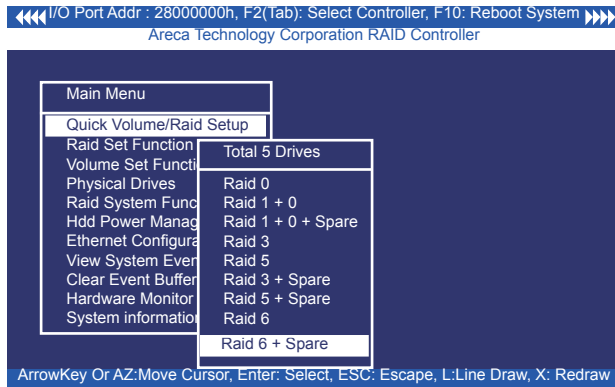 I/O Port Addr : 28000000h, F2(Tab): Select Controller, F10: Reboot System
Areca Technology Corporation RAID Controller
Main Menu
Quick Volume/Raid Setup
Raid Set Function
Volume Set Functi
Physical Drives
Raid System Func
Hdd Power Manag
Ethernet Configura
View System Even
Clear Event Buffer
Hardware Monitor
System information
Total 5 Drives
Raid 0
Raid 1 + 0
Raid 1 + 0 + Spare
Raid 3
Raid 5
Raid 3 + Spare
Raid 5 + Spare
Raid 6
Raid 6 + Spare
ArrowKey Or AZ:Move Cursor, Enter: Select, ESC: Escape, L:Line Draw, X: Redraw